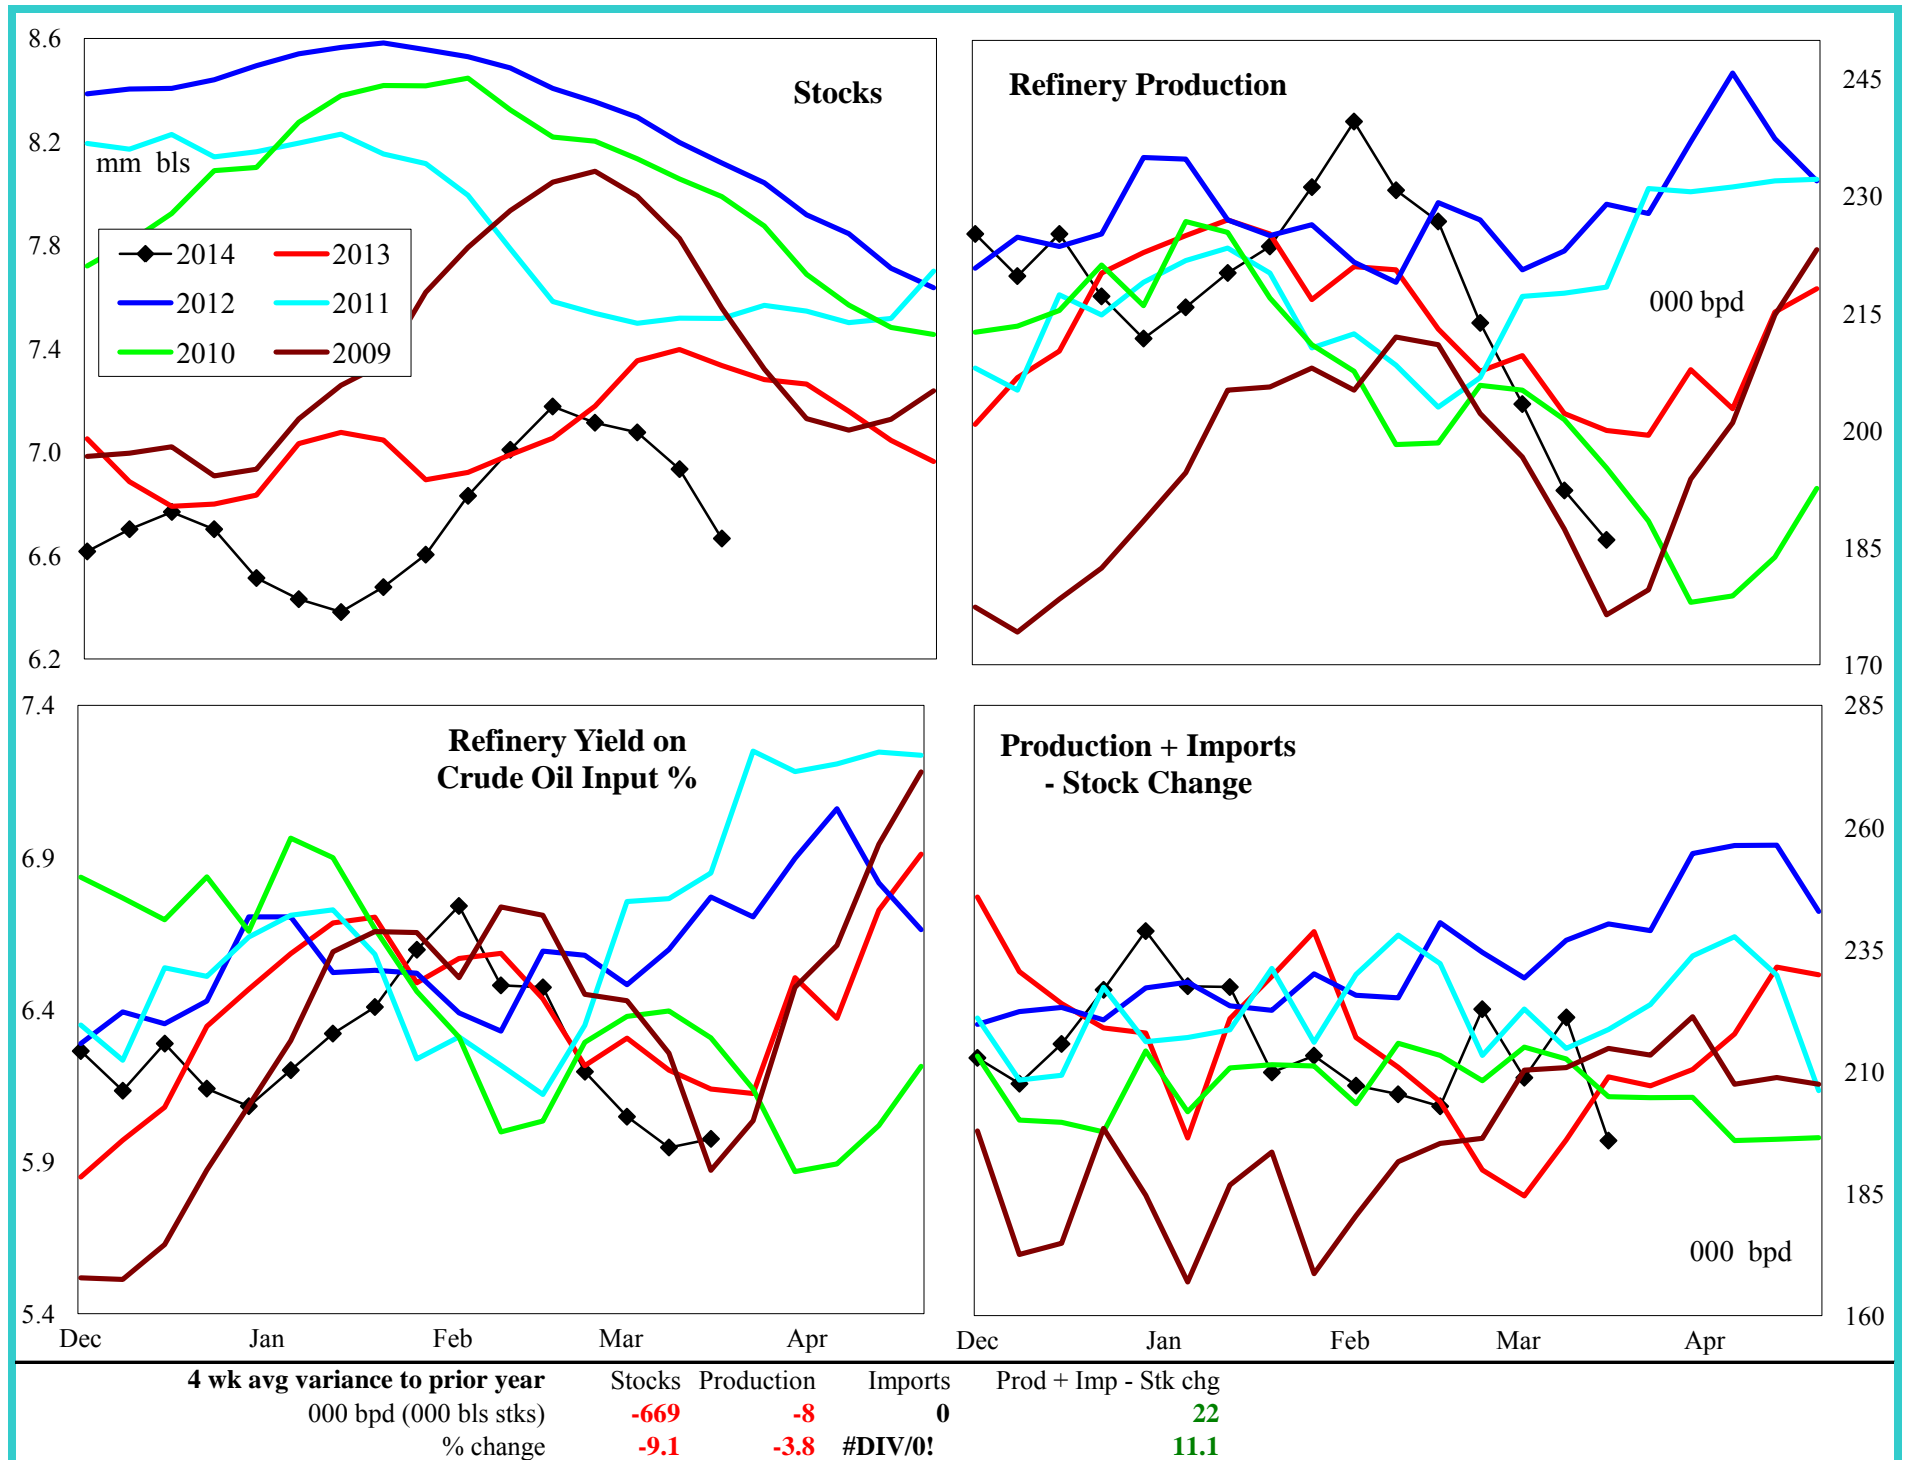 Stocks
mm bls
8.6
8.2
7.8
7.4
7.0
6.6
6.2
2014
2013
2012
2011
2010
2009
Refinery Production
000 bpd
245
230
215
200
185
170
Refinery Yield on
Crude Oil Input %
7.4
6.9
6.4
5.9
5.4
Dec Jan Feb Mar Apr
Production + Imports
- Stock Change
000 bpd
285
260
235
210
185
160
Dec Jan Feb Mar Apr
4 wk avg variance to prior year Stocks Production Imports Prod + Imp - Stk chg
000 bpd (000 bls stks) -669 -8 0 22
% change -9.1 -3.8 #DIV/0! 11.1